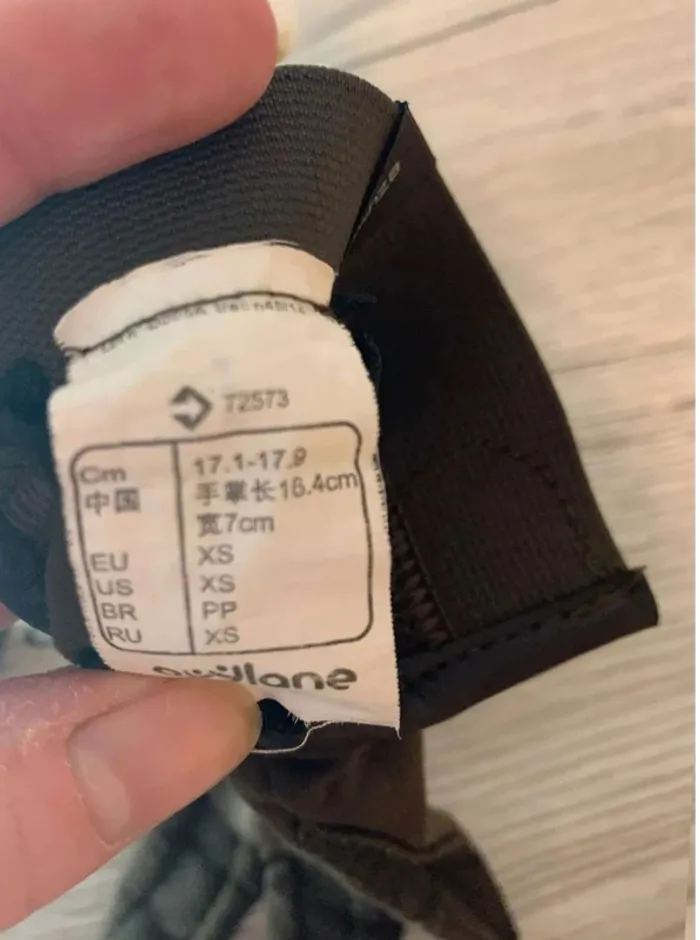 72573
Cm 17.1-17.9
中国 手掌长16.4cm
宽7cm
EU XS
US XS
BR PP
RU XS